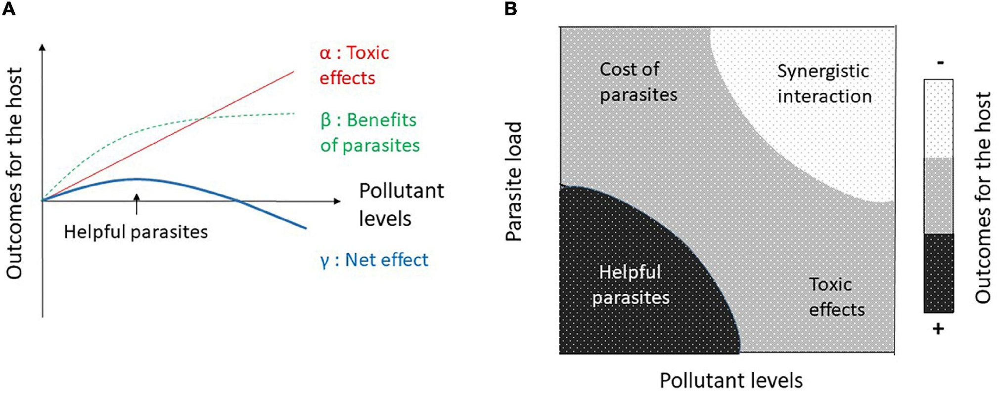 A
Outcomes for the host
α : Toxic
effects
β : Benefits
of parasites
Pollutant
levels
Helpful parasites
γ : Net effect
B
Parasite load
Cost of
parasites
Synergistic
interaction
Helpful
parasites
Toxic
effects
Pollutant levels
-
+
Outcomes for the host